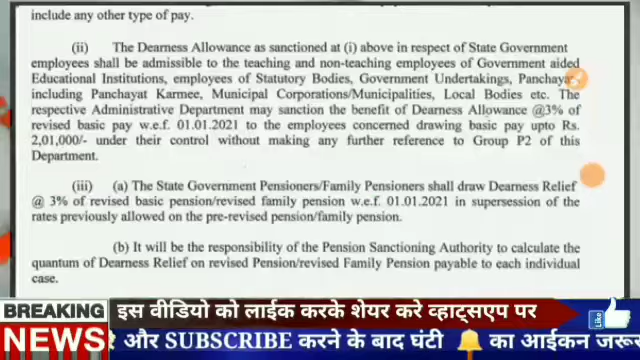 include any other type of pay.
(ii) The Dearness Allowance as sanctioned at (i) above in respect of State Government
employees shall be admissible to the teaching and non-teaching employees of Government aided
Educational Institutions, employees of Statutory Bodies, Government Undertakings, Panchayat
including Panchayat Karmee, Municipal Corporations/Municipalities, Local Bodies etc. The
respective Administrative Department may sanction the benefit of Dearness Allowance @3% of
revised basic pay w.e.f. 01.01.2021 to the employees concerned drawing basic pay upto Rs.
2,01,000/- under their control without making any further reference to Group P2 of this
Department.
(iii) (a) The State Government Pensioners/Family Pensioners shall draw Dearness Relief
@ 3% of revised basic pension/revised family pension w.e.f. 01.01.2021 in supersession of the
rates previously allowed on the pre-revised pension/family pension.
(b) It will be the responsibility of the Pension Sanctioning Authority to calculate the
quantum of Dearness Relief on revised Pension/revised Family Pension payable to each individual
case.
BREAKING इस वीडियो को लाईक करके शेयर करे व्हाट्सएप पर Like
NEWS और SUBSCRIBE करने के बाद घंटी का आईकन